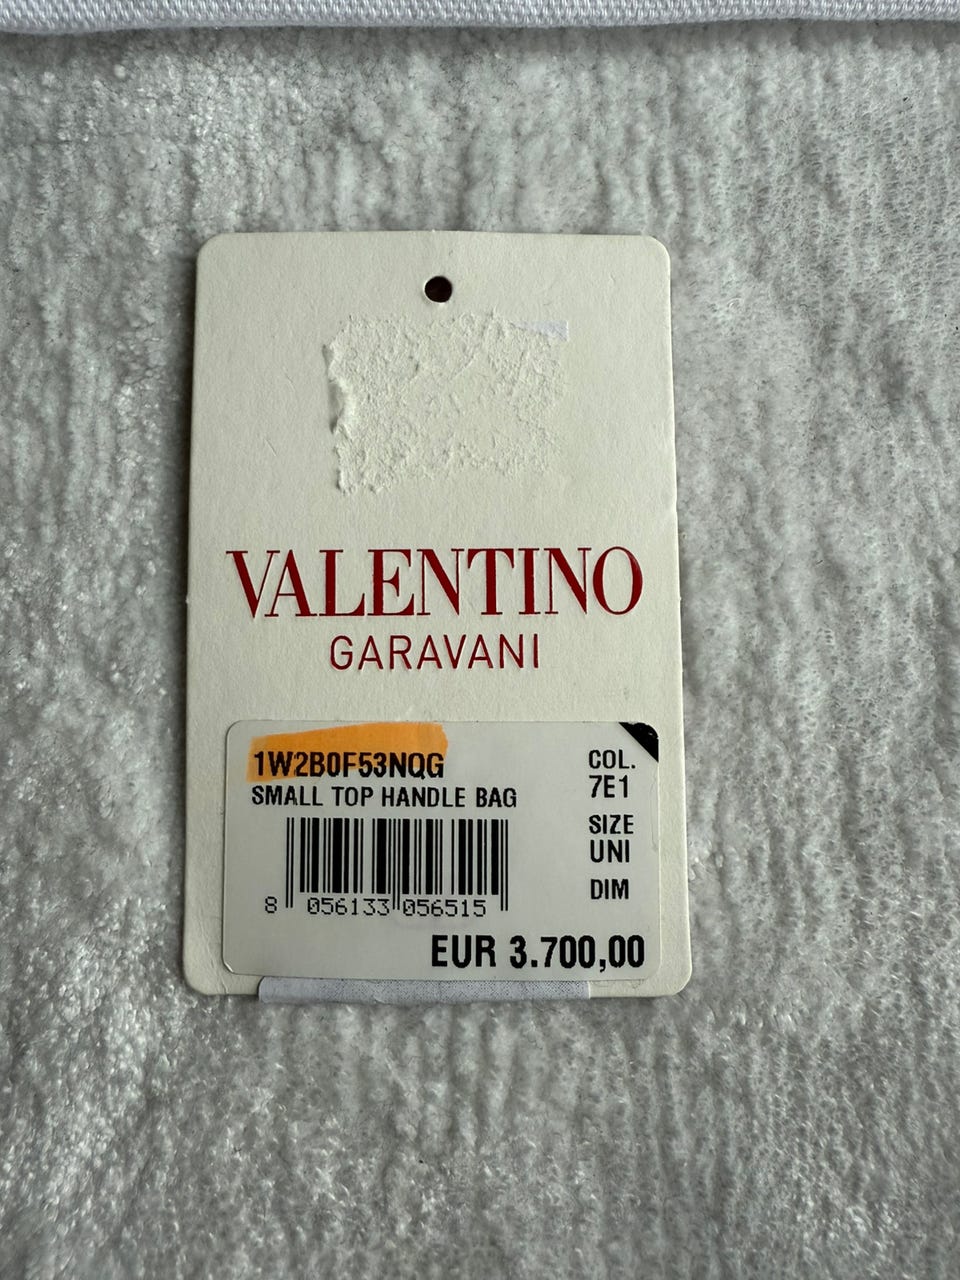 VALENTINO
GARAVANI
1W2B0F53NQG
SMALL TOP HANDLE BAG
COL.
7E1
SIZE
UNI
DIM
8 056133 056515
EUR 3.700,00